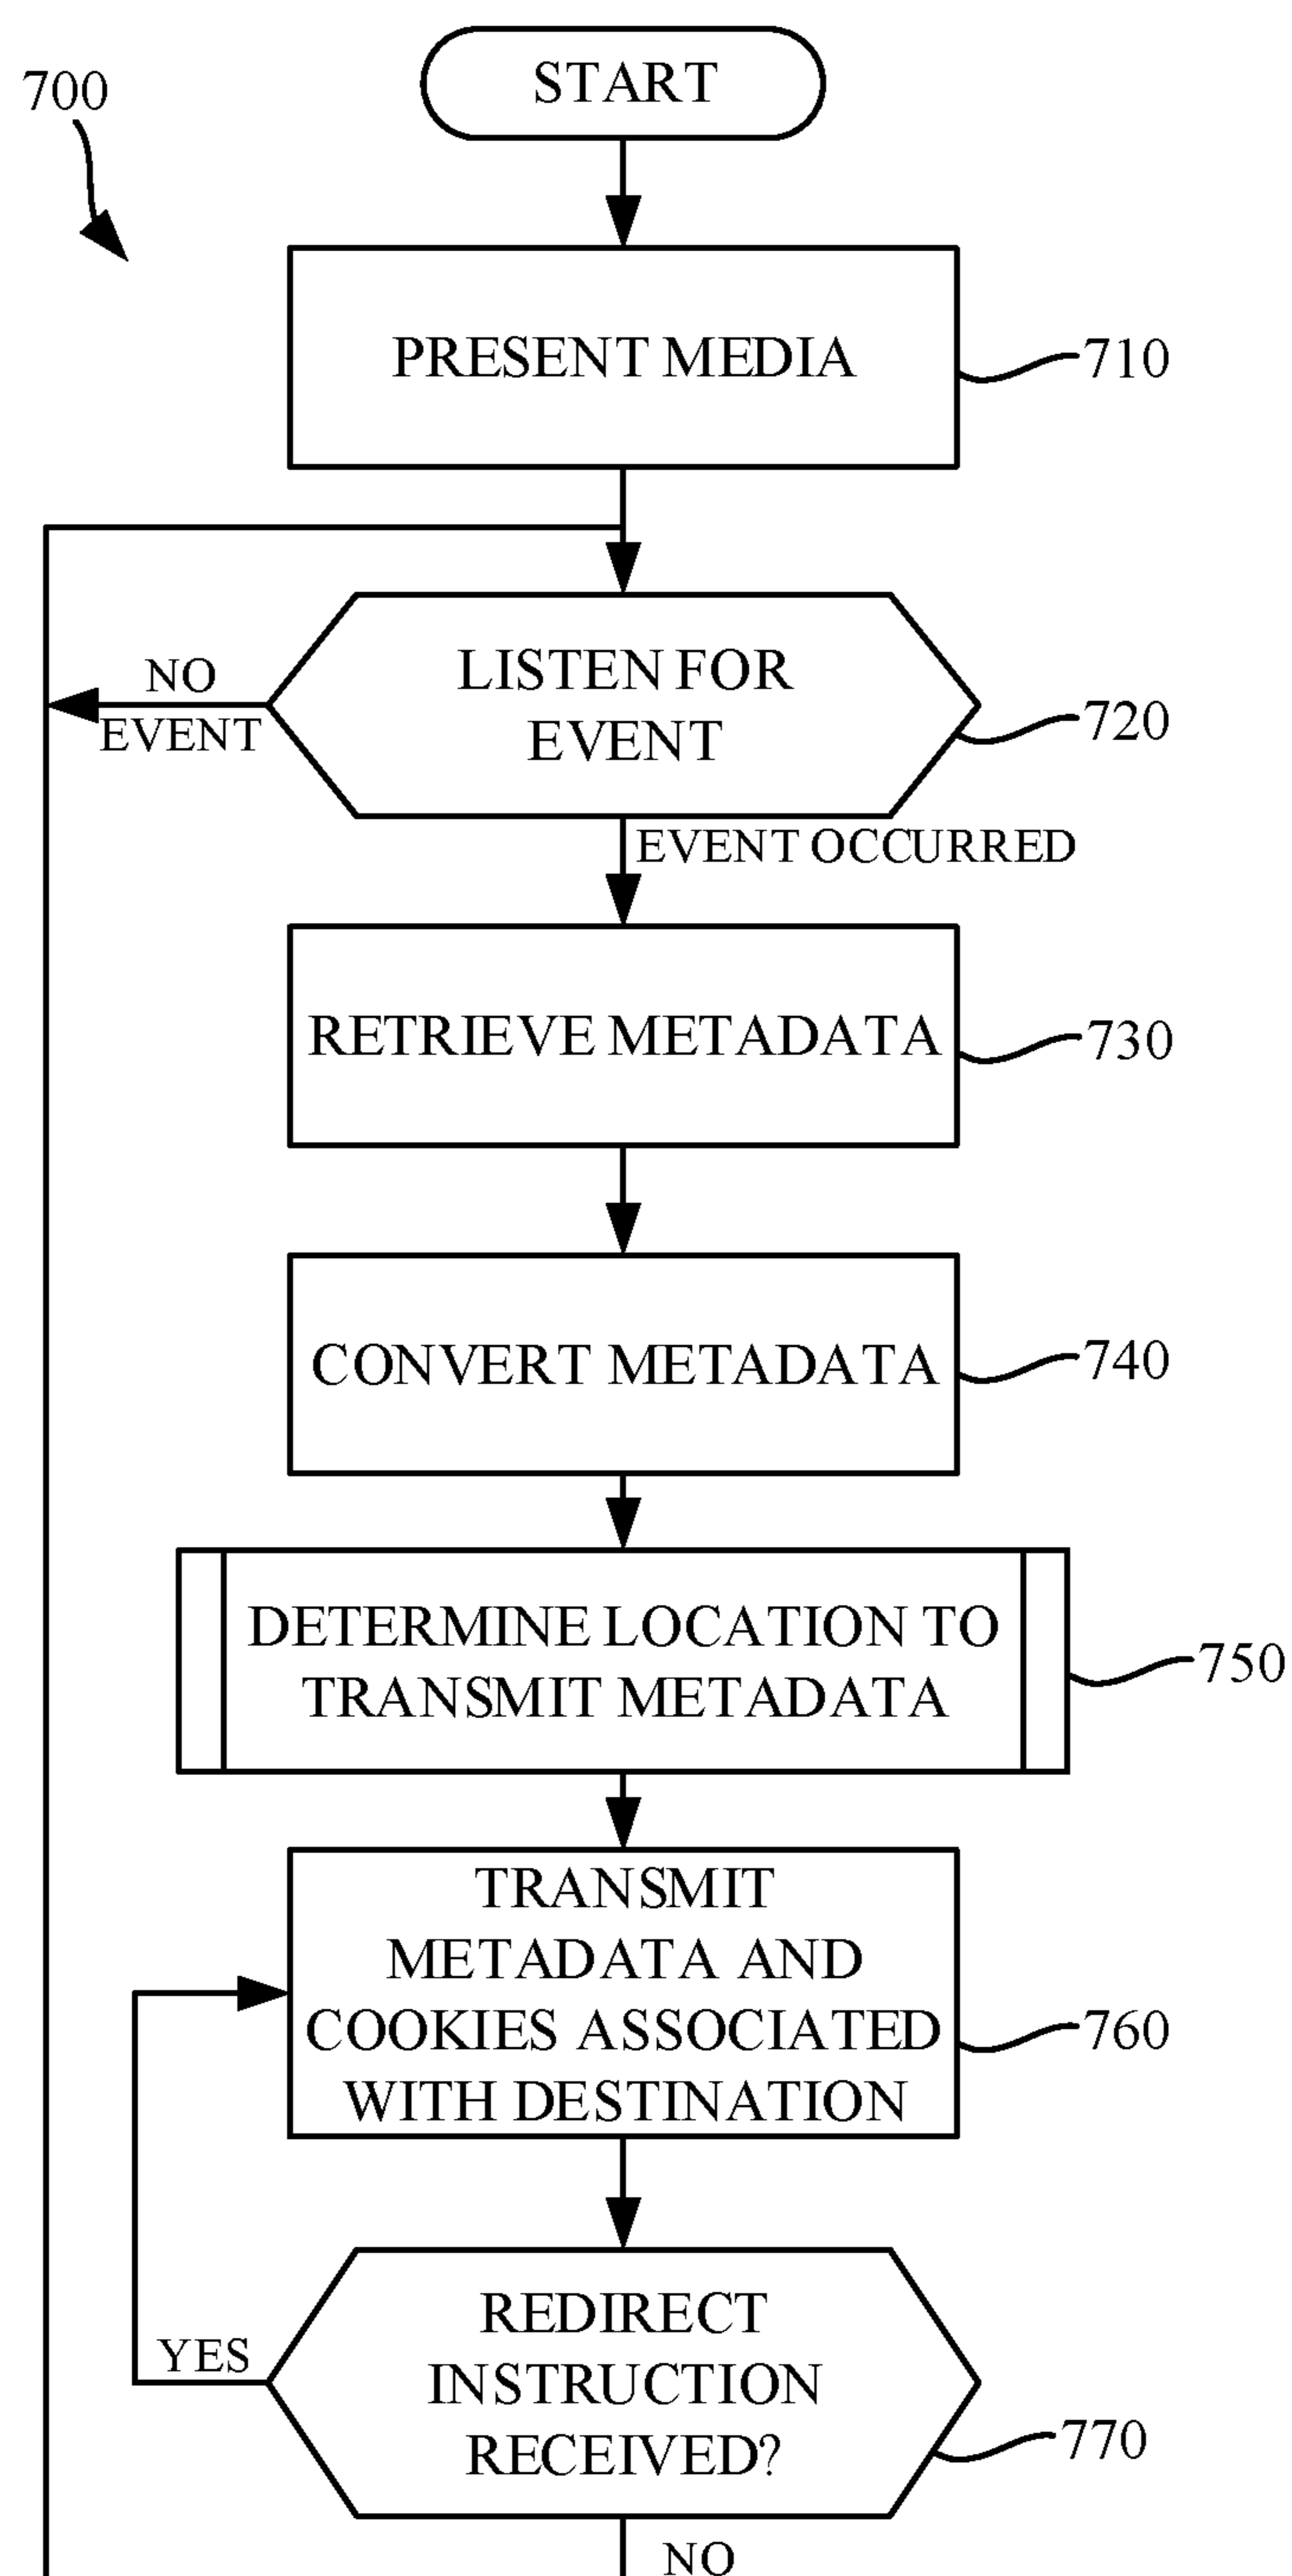 START
700
PRESENT MEDIA
710
LISTEN FOR
EVENT
720
NO
EVENT
EVENT OCCURRED
RETRIEVE METADATA
730
CONVERT METADATA
740
DETERMINE LOCATION TO
TRANSMIT METADATA
750
TRANSMIT
METADATA AND
COOKIES ASSOCIATED
WITH DESTINATION
760
REDIRECT
INSTRUCTION
RECEIVED?
YES
770
NO